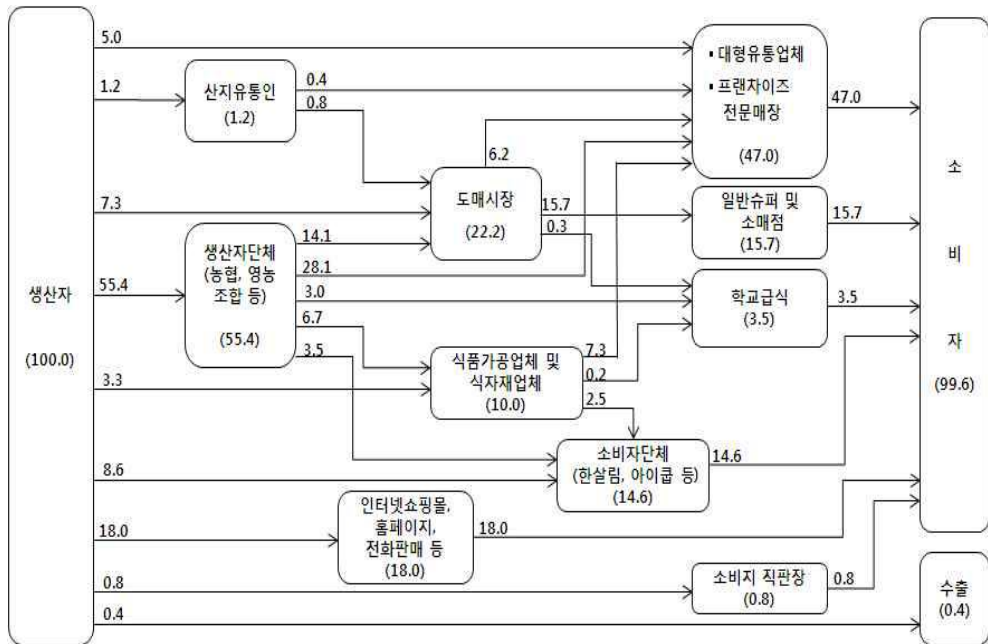 생산자
(100.0)
5.0
1.2
7.3
55.4
3.3
8.6
18.0
0.8
0.4
산지유통인
(1.2)
0.4
0.8
생산자단체
(농협, 영농
조합 등)
(55.4)
14.1
28.1
3.0
6.7
3.5
도매시장
(22.2)
6.2
15.7
0.3
식품가공업체 및
식자재업체
(10.0)
7.3
0.2
2.5
소비자단체
(한살림, 아이쿱 등)
(14.6)
14.6
인터넷쇼핑몰,
홈페이지,
전화판매 등
(18.0)
18.0
▪ 대형유통업체
▪ 프랜차이즈
전문매장
(47.0)
47.0
일반슈퍼 및
소매점
(15.7)
15.7
학교급식
(3.5)
3.5
소비지 직판장
(0.8)
0.8
소
비
자
(99.6)
수출
(0.4)